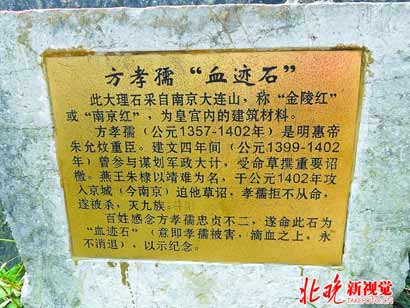 方孝孺“血迹石”
此大理石采自南京大连山，称“金陵红”
或“南京红”，为皇宫内的建筑材料。
方孝孺（公元1357-1402年）是明惠帝
朱允炆重臣。建文四年间（公元1399-1402
年）曾参与谋划军政大计，受命草撰重要诏
檄。燕王朱棣以靖难为名，于公元1402年攻
入京城（今南京）迫他草诏，孝孺拒不从命，
遂被杀，灭九族。
百姓感念方孝孺忠贞不二，遂命此石为
“血迹石”（意即孝孺被害，滴血之上，永
不消退），以示纪念。
北晚新视觉
TAKEFOTO.CN